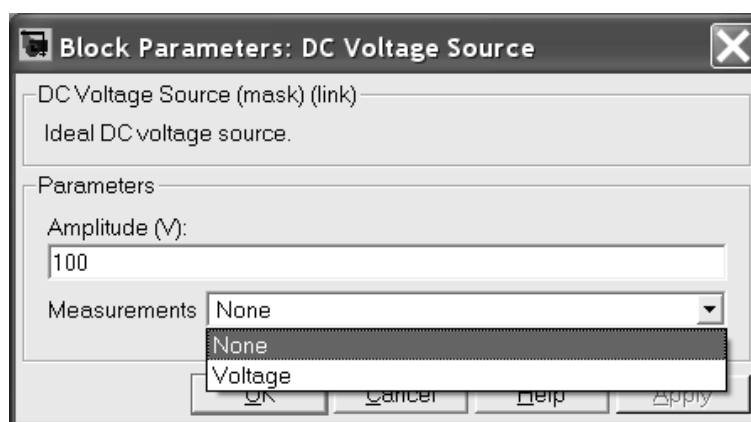 Block Parameters: DC Voltage Source
DC Voltage Source (mask) (link)
Ideal DC voltage source.
Parameters
Amplitude (V):
100
Measurements None
None
Voltage
OK Cancel Help Apply